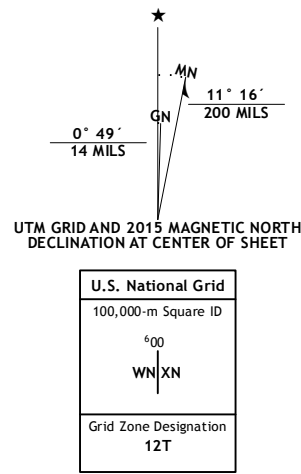 ★
MN
GN
11° 16´
200 MILS
0° 49´
14 MILS
UTM GRID AND 2015 MAGNETIC NORTH
DECLINATION AT CENTER OF SHEET
U.S. National Grid
100,000-m Square ID
⁶00
WN XN
Grid Zone Designation
12T